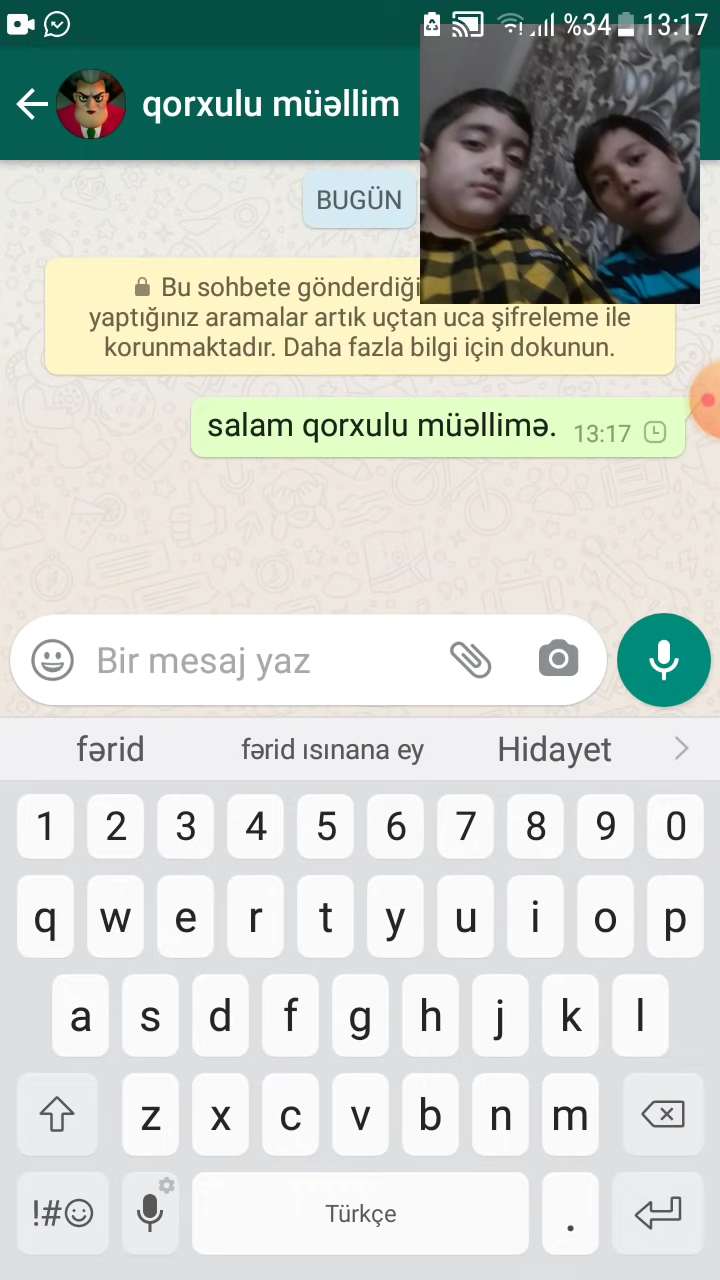 %34 13:17
qorxulu müəllim
BUGÜN
Bu sohbete gönderdiği
yaptığınız aramalar artık uçtan uca şifreleme ile
korunmaktadır. Daha fazla bilgi için dokunun.
salam qorxulu müəllimə. 13:17
Bir mesaj yaz
fərid fərid ısınana ey Hidayet
1 2 3 4 5 6 7 8 9 0
q w e r t y u i o p
a s d f g h j k l
z x c v b n m
!#☺ Türkçe .